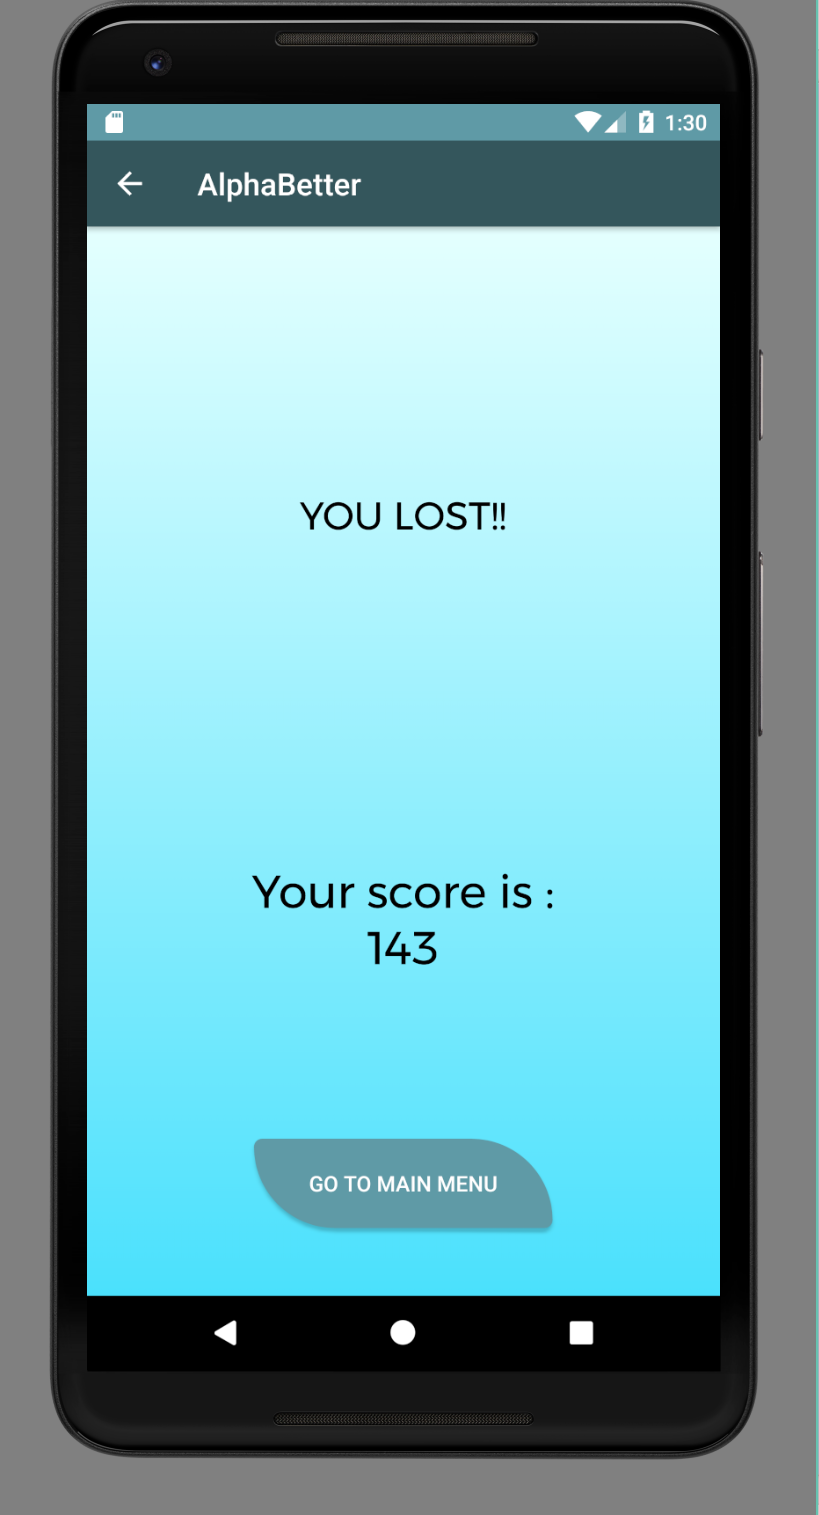 1:30
AlphaBetter
YOU LOST!!
Your score is :
143
GO TO MAIN MENU